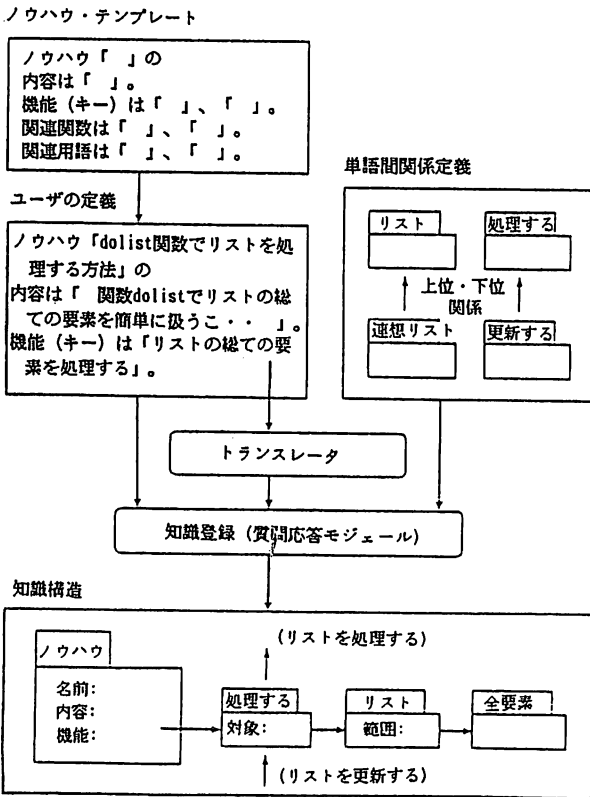 ノウハウ・テンプレート
ノウハウ「　」の
内容は「　」。
機能（キー）は「　」、「　」。
関連関数は「　」、「　」。
関連用語は「　」、「　」。
ユーザの定義
ノウハウ「dolist関数でリストを処
理する方法」の
内容は「　関数dolistでリストの総
ての要素を簡単に扱うこ・・　」。
機能（キー）は「リストの総ての要
素を処理する」。
単語間関係定義
リスト　処理する
上位・下位
関係
連想リスト　更新する
トランスレータ
知識登録（質問応答モジェール）
知識構造
（リストを処理する）
ノウハウ
名前：
内容：
機能：
処理する
対象：
リスト
範囲：
全要素
（リストを更新する）